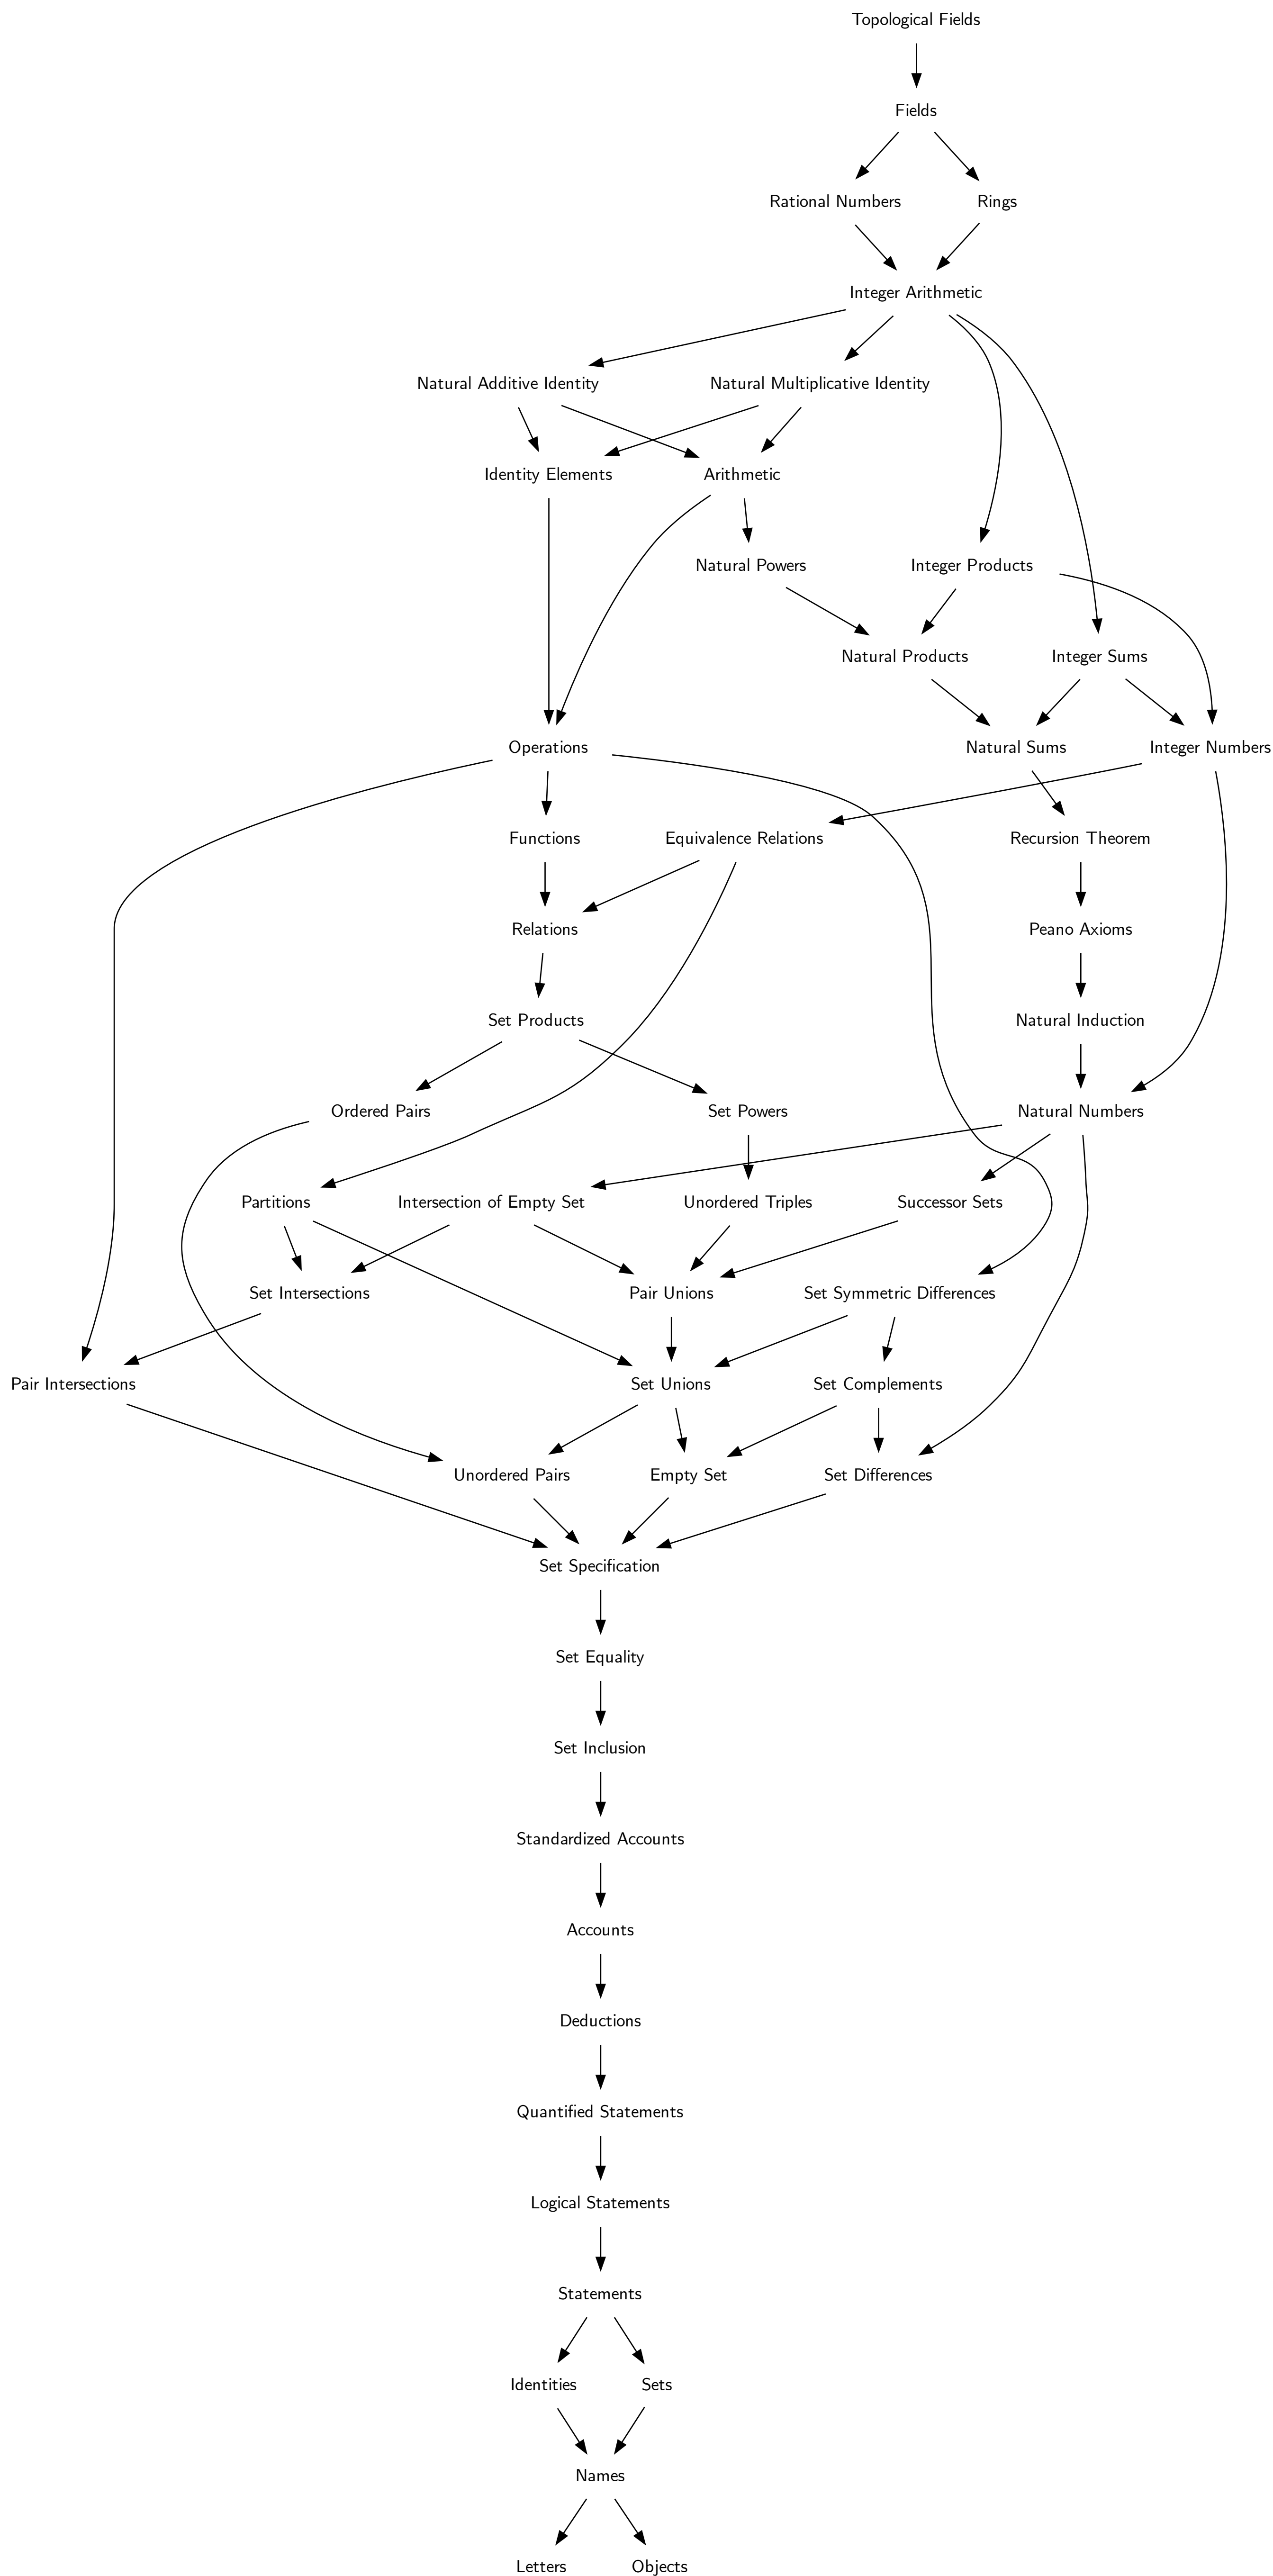 Topological Fields
Fields
Rational Numbers
Rings
Integer Arithmetic
Natural Additive Identity
Natural Multiplicative Identity
Identity Elements
Arithmetic
Natural Powers
Integer Products
Natural Products
Integer Sums
Operations
Natural Sums
Integer Numbers
Functions
Equivalence Relations
Recursion Theorem
Relations
Peano Axioms
Set Products
Natural Induction
Ordered Pairs
Set Powers
Natural Numbers
Partitions
Intersection of Empty Set
Unordered Triples
Successor Sets
Set Intersections
Pair Unions
Set Symmetric Differences
Pair Intersections
Set Unions
Set Complements
Unordered Pairs
Empty Set
Set Differences
Set Specification
Set Equality
Set Inclusion
Standardized Accounts
Accounts
Deductions
Quantified Statements
Logical Statements
Statements
Identities
Sets
Names
Letters
Objects